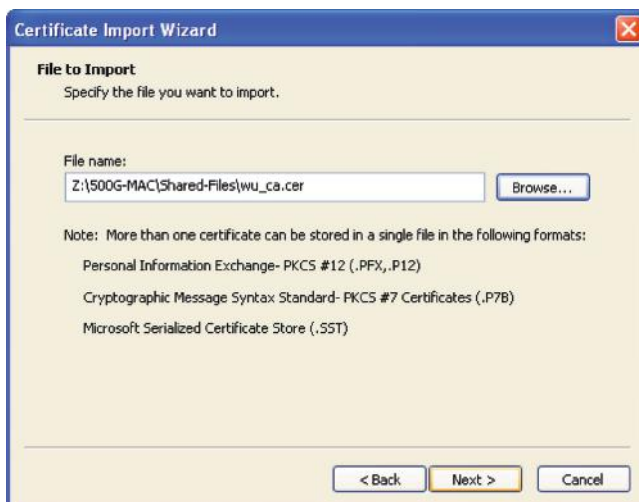 Certificate Import Wizard
File to Import
Specify the file you want to import.
File name:
Z:\500G-MAC\Shared-Files\wu_ca.cer
Browse...
Note: More than one certificate can be stored in a single file in the following formats:
Personal Information Exchange- PKCS #12 (.PFX,.P12)
Cryptographic Message Syntax Standard- PKCS #7 Certificates (.P7B)
Microsoft Serialized Certificate Store (.SST)
< Back
Next >
Cancel